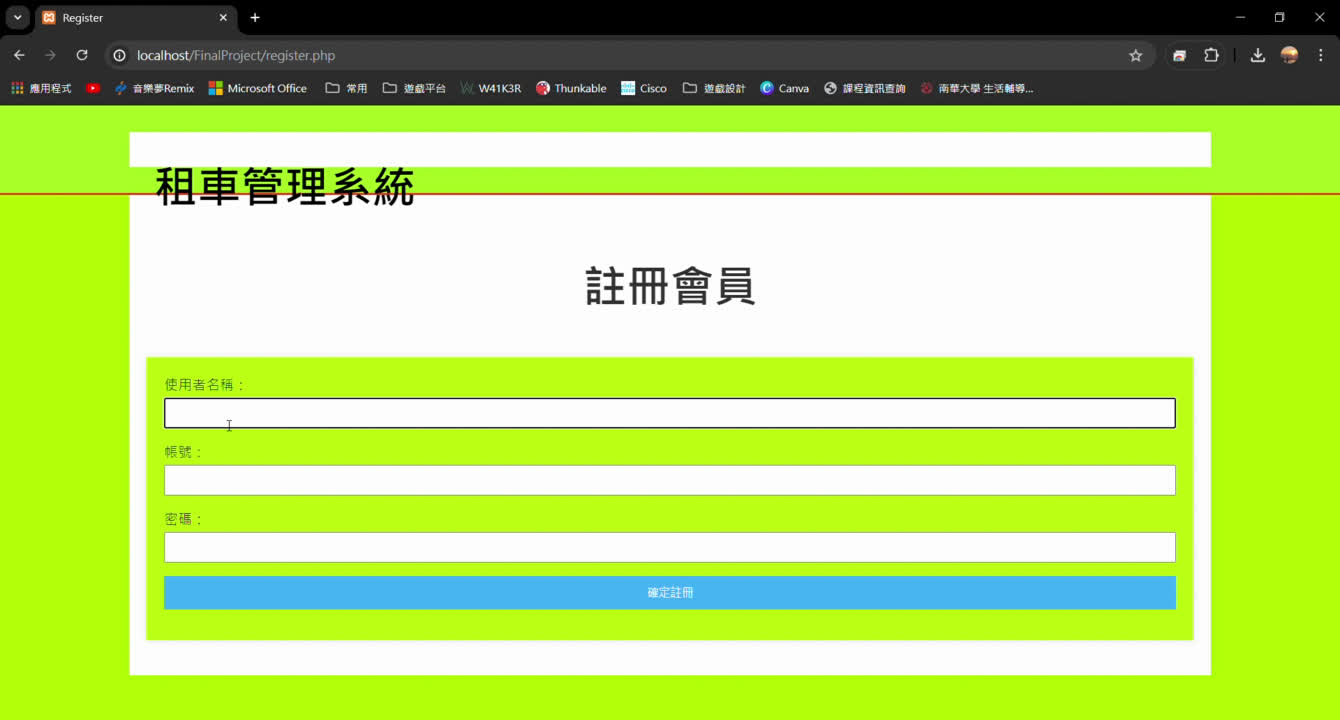 Register
localhost/FinalProject/register.php
應用程式 音樂夢Remix Microsoft Office 常用 遊戲平台 W41K3R Thunkable Cisco 遊戲設計 Canva 課程資訊查詢 南華大學 生活輔導...
租車管理系統
註冊會員
使用者名稱：
帳號：
密碼：
確定註冊